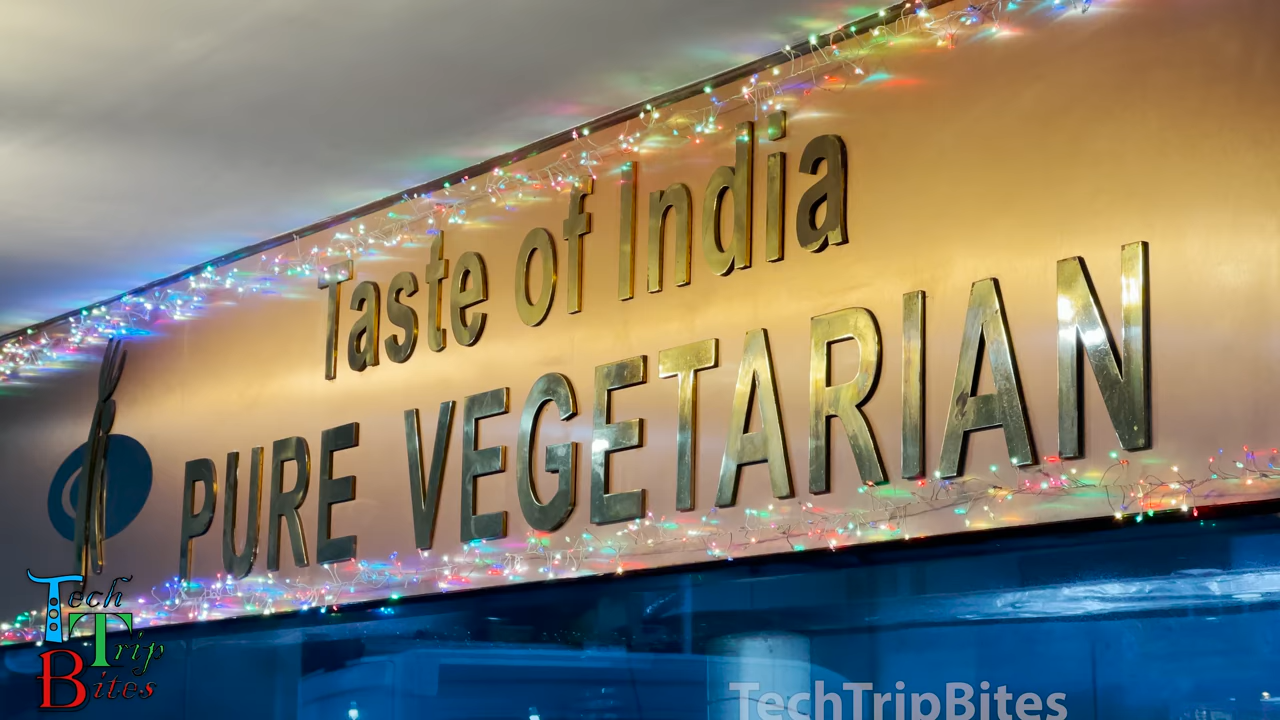 Taste of India
PURE VEGETARIAN
Tech
Trip
Bites
TechTripBites